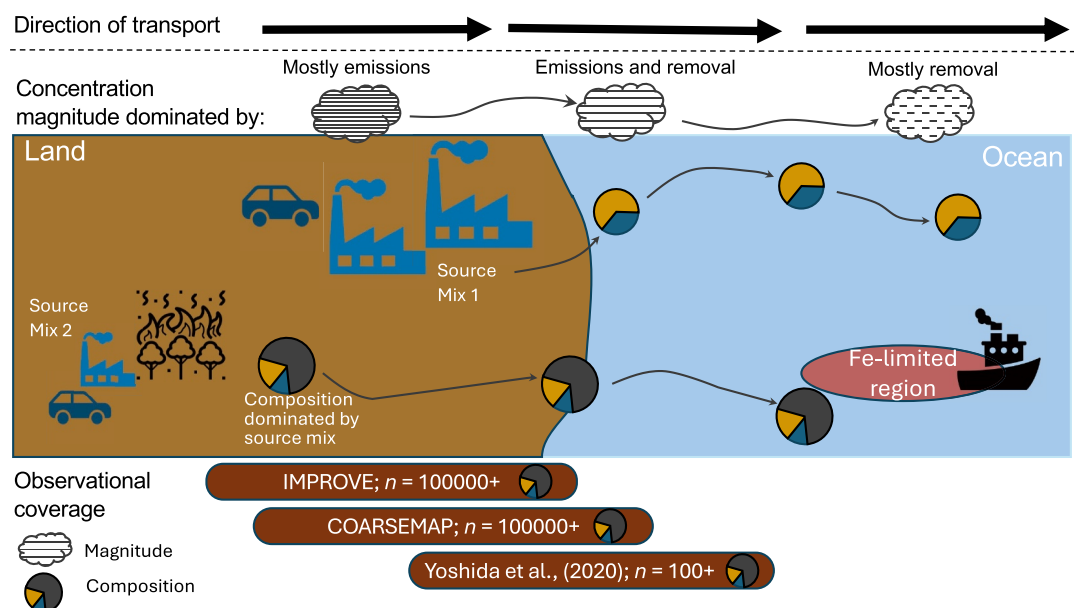 Direction of transport
Mostly emissions
Emissions and removal
Mostly removal
Concentration
magnitude dominated by:
Land
Ocean
Source
Mix 1
Source
Mix 2
Fe-limited
region
Composition
dominated by
source mix
Observational
coverage
IMPROVE; n = 100000+
COARSEMAP; n = 100000+
Yoshida et al., (2020); n = 100+
Magnitude
Composition